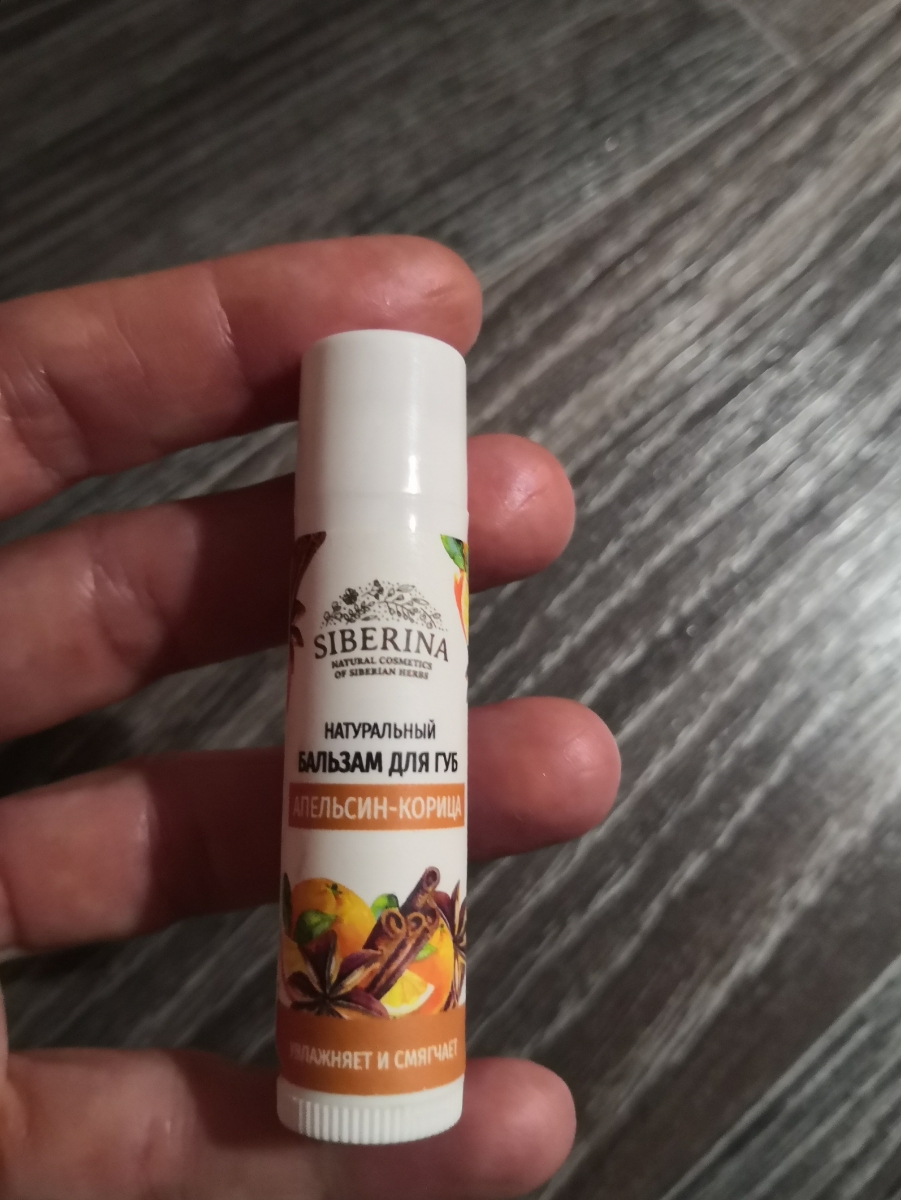 SIBERINA
NATURAL COSMETICS
OF SIBERIAN HERBS
НАТУРАЛЬНЫЙ
БАЛЬЗАМ ДЛЯ ГУБ
АПЕЛЬСИН-КОРИЦА
УВЛАЖНЯЕТ И СМЯГЧАЕТ